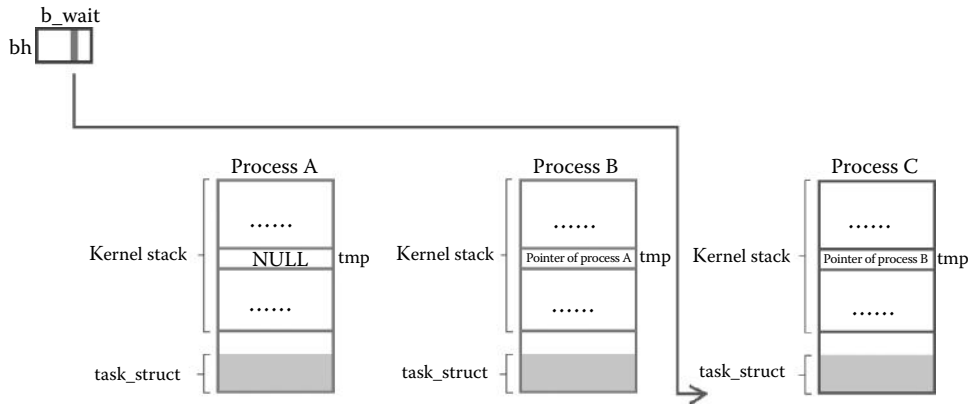 b_wait
bh
Process A
Process B
Process C
......
......
......
Kernel stack
NULL
tmp
Kernel stack
Pointer of process A
tmp
Kernel stack
Pointer of process B
tmp
......
......
......
task_struct
task_struct
task_struct